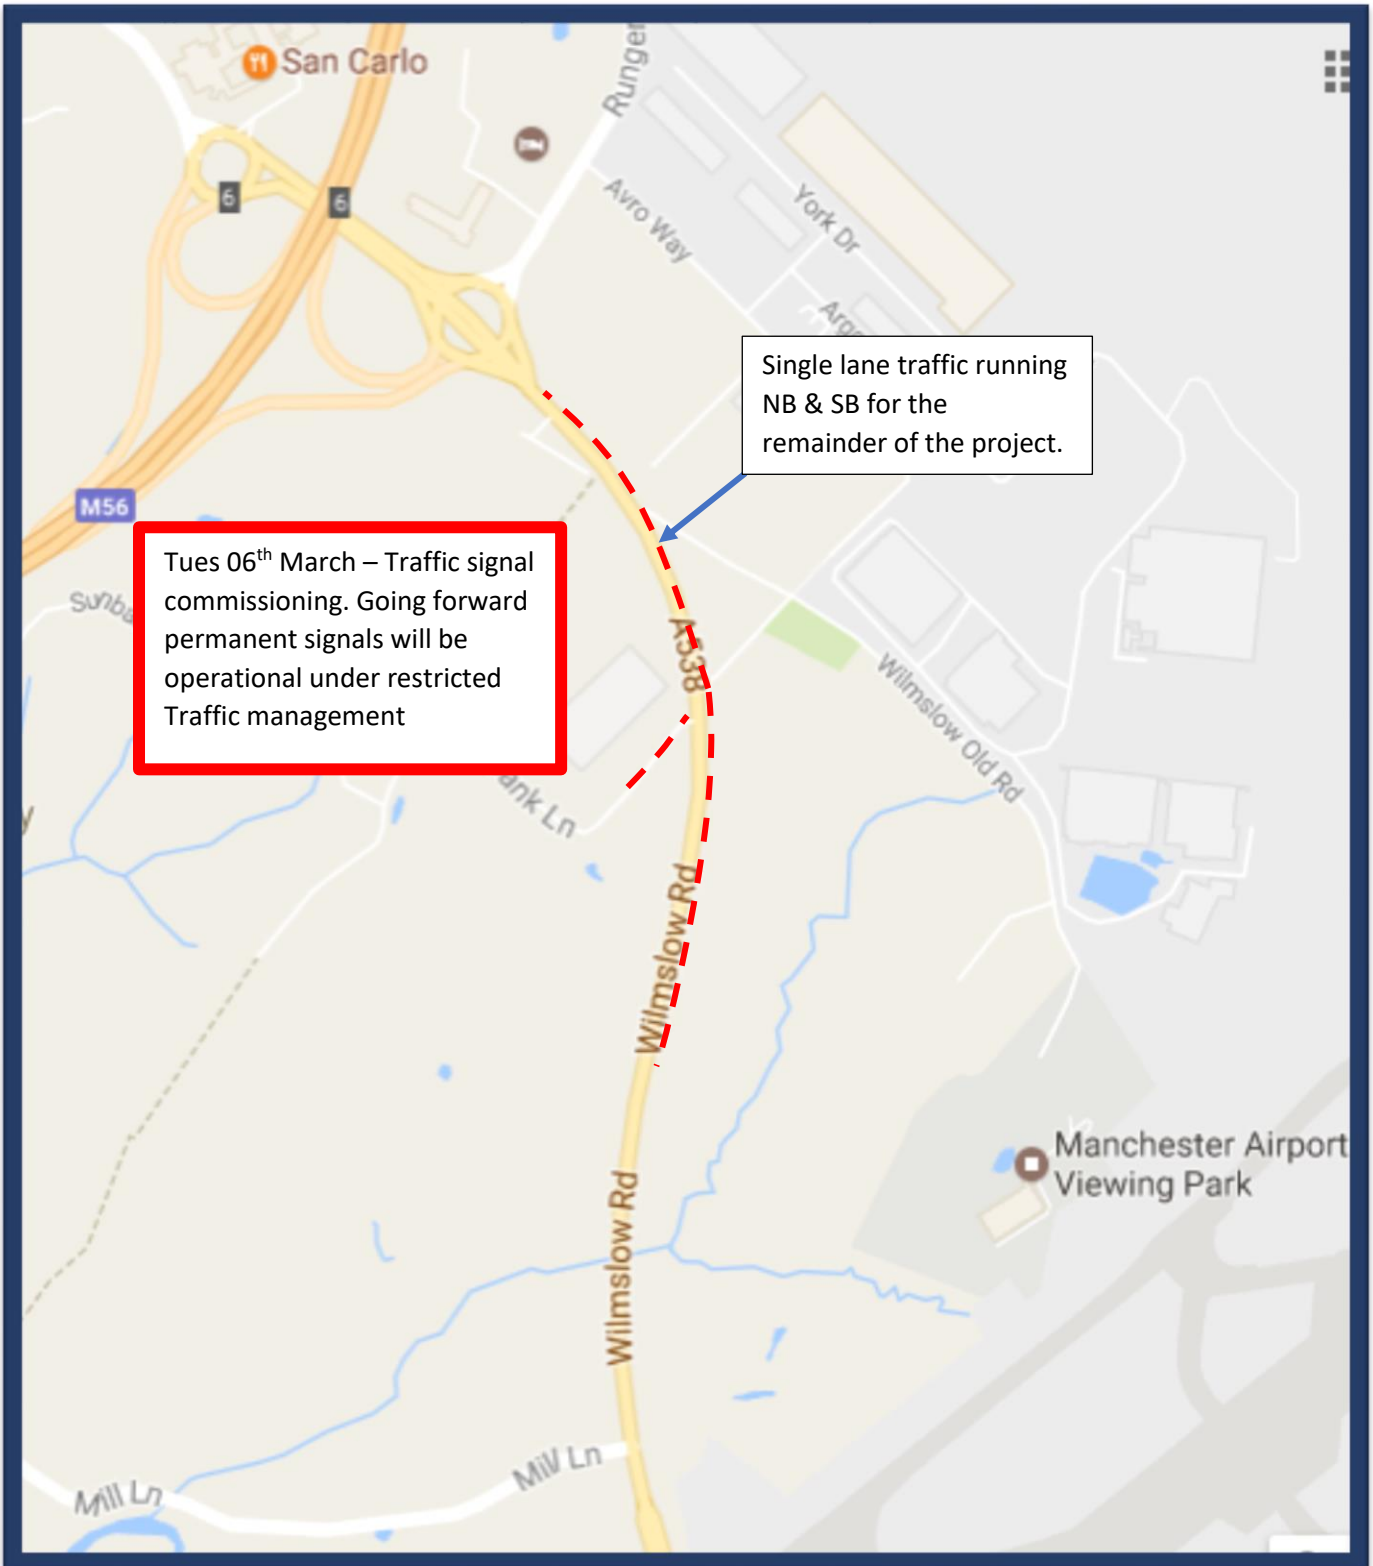 San Carlo
Runger
6
6
Avro Way
York Dr
Single lane traffic running
NB & SB for the
remainder of the project.
M56
Tues 06th March – Traffic signal
commissioning. Going forward
permanent signals will be
operational under restricted
Traffic management
A538
Wilmslow Old Rd
ank Ln
Wilmslow Rd
Manchester Airport
Viewing Park
Wilmslow Rd
Mill Ln
Mill Ln